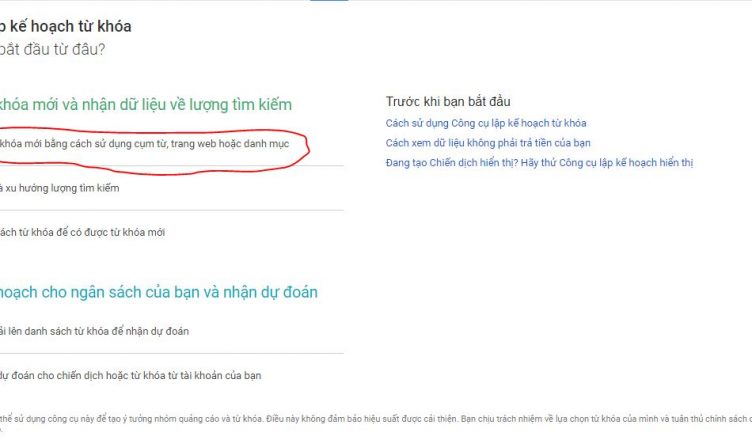 kế hoạch từ khóa
bắt đầu từ đâu?
khóa mới và nhận dữ liệu về lượng tìm kiếm
khóa mới bằng cách sử dụng cụm từ, trang web hoặc danh mục
xu hướng lượng tìm kiếm
sách từ khóa để có được từ khóa mới
hoạch cho ngân sách của bạn và nhận dự đoán
lên danh sách từ khóa để nhận dự đoán
dự đoán cho chiến dịch hoặc từ khóa từ tài khoản của bạn
Trước khi bạn bắt đầu
Cách sử dụng Công cụ lập kế hoạch từ khóa
Cách xem dữ liệu không phải trả tiền của bạn
Đang tạo Chiến dịch hiển thị? Hãy thử Công cụ lập kế hoạch hiển thị
thể sử dụng công cụ này để tạo ý tưởng nhóm quảng cáo và từ khóa. Điều này không đảm bảo hiệu suất được cải thiện. Bạn chịu trách nhiệm về lựa chọn từ khóa của mình và tuân thủ chính sách